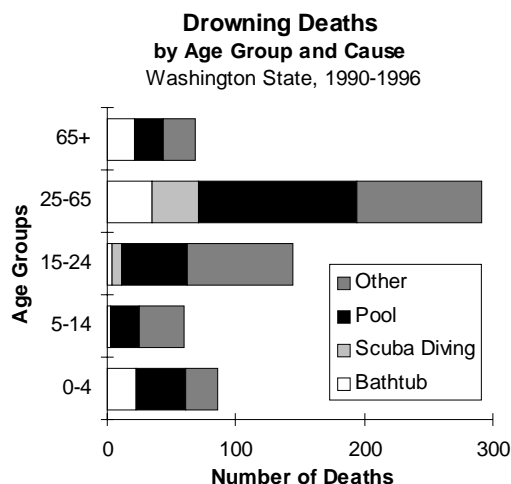 Drowning Deaths
by Age Group and Cause
Washington State, 1990-1996
Age Groups
65+
25-65
15-24
5-14
0-4
Other
Pool
Scuba Diving
Bathtub
0
100
200
300
Number of Deaths